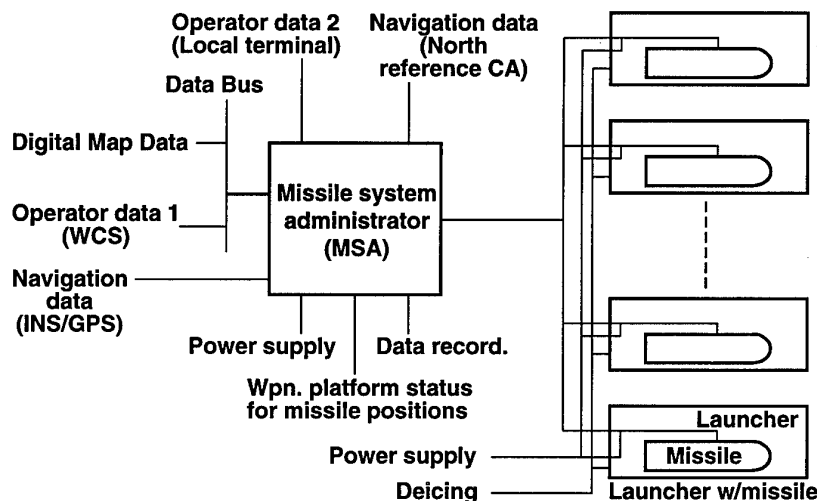 Operator data 2
(Local terminal)
Navigation data
(North
reference CA)
Data Bus
Digital Map Data
Missile system
administrator
(MSA)
Operator data 1
(WCS)
Navigation
data
(INS/GPS)
Power supply
Data record.
Wpn. platform status
for missile positions
Launcher
Missile
Power supply
Deicing
Launcher w/missile